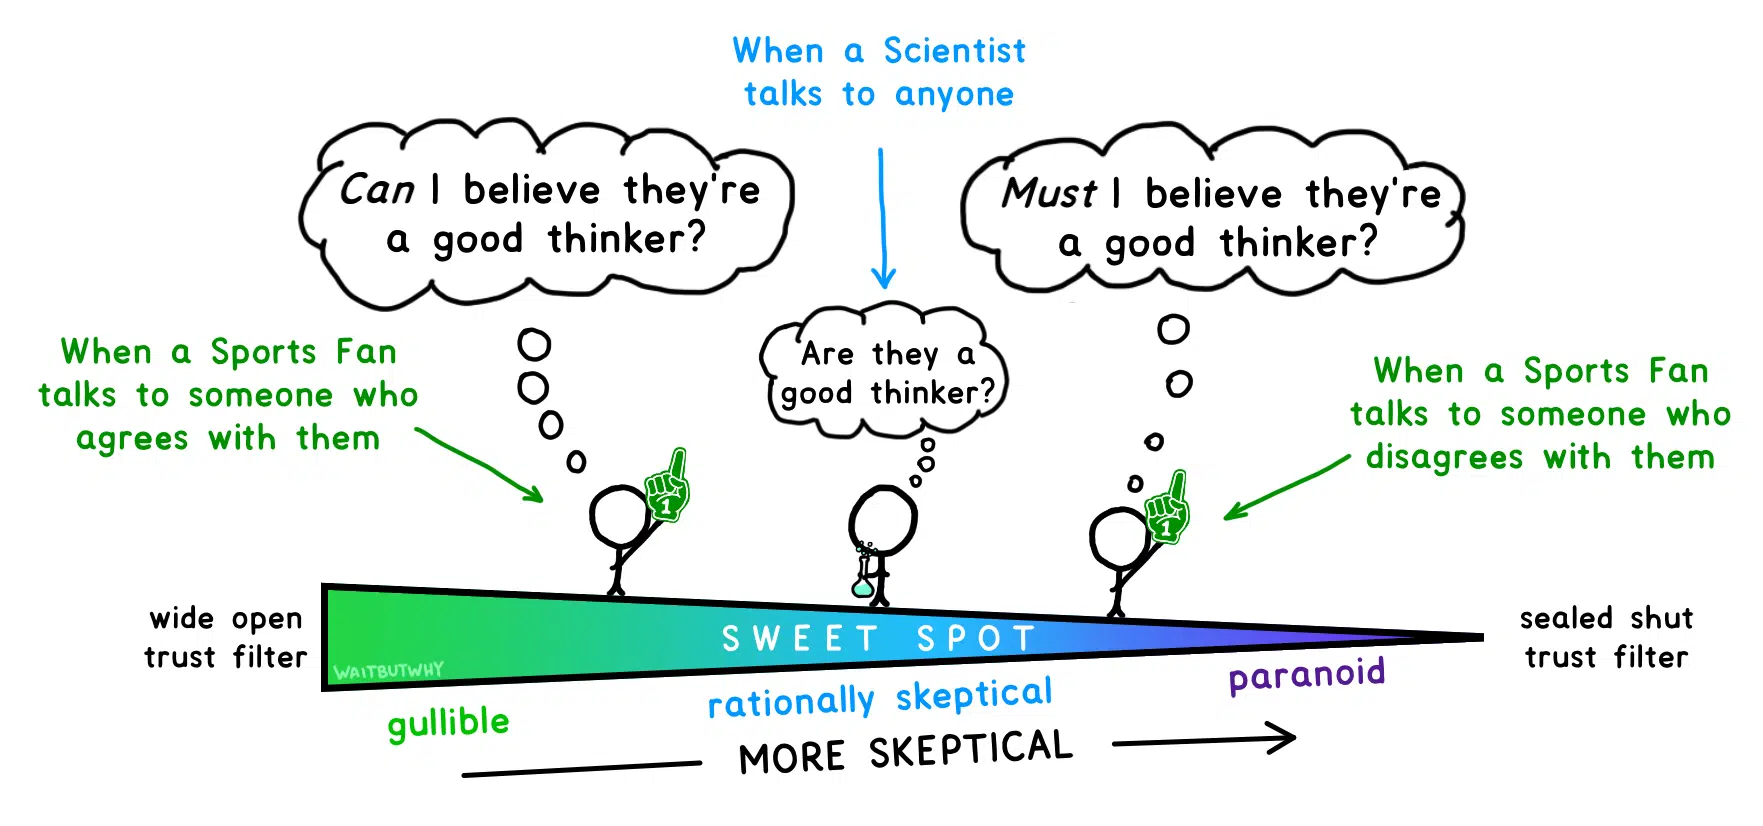 When a Scientist
talks to anyone
Can I believe they're
a good thinker?
Must I believe they're
a good thinker?
Are they a
good thinker?
When a Sports Fan
talks to someone who
agrees with them
When a Sports Fan
talks to someone who
disagrees with them
1
1
wide open
trust filter
SWEET SPOT
WAITBUTWHY
sealed shut
trust filter
gullible
rationally skeptical
paranoid
MORE SKEPTICAL